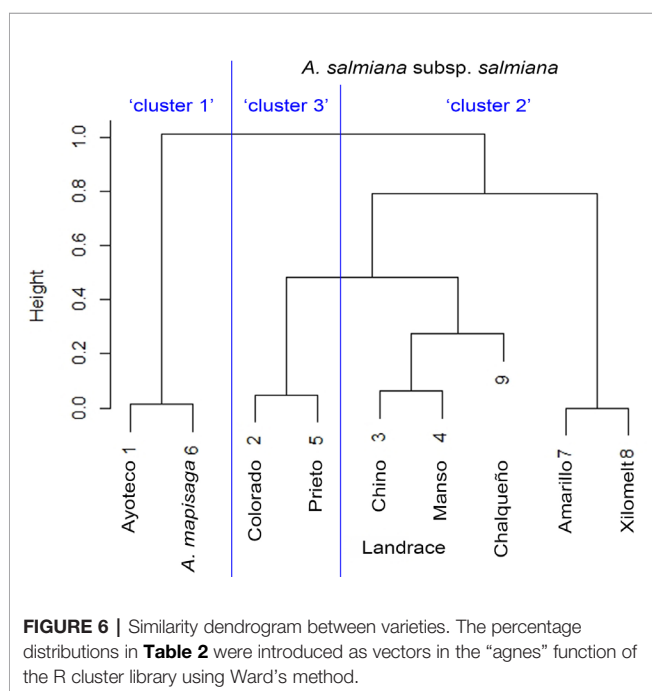 A. salmiana subsp. salmiana
‘cluster 1’ ‘cluster 3’ ‘cluster 2’
Height
1.0
0.8
0.6
0.4
0.2
0.0
Ayoteco 1
A. mapisaga 6
Colorado 2
Prieto 5
Chino 3
Manso 4
Chalqueño 9
Amarillo 7
Xilomelt 8
Landrace
FIGURE 6 | Similarity dendrogram between varieties. The percentage
distributions in Table 2 were introduced as vectors in the “agnes” function of
the R cluster library using Ward’s method.